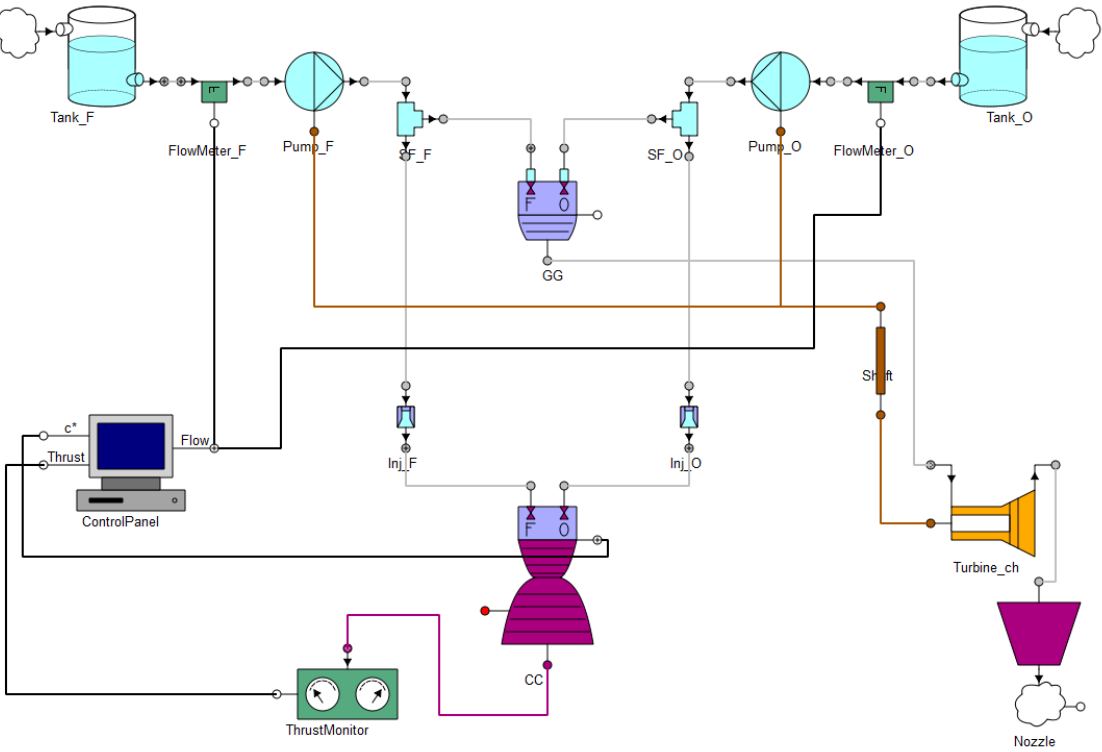 Tank_F
Tank_O
F
F
FlowMeter_F
Pump_F
SF_F
SF_O
Pump_O
FlowMeter_O
F O
GG
Shaft
c*
Flow
Thrust
Inj_F
Inj_O
ControlPanel
F O
Turbine_ch
CC
ThrustMonitor
Nozzle